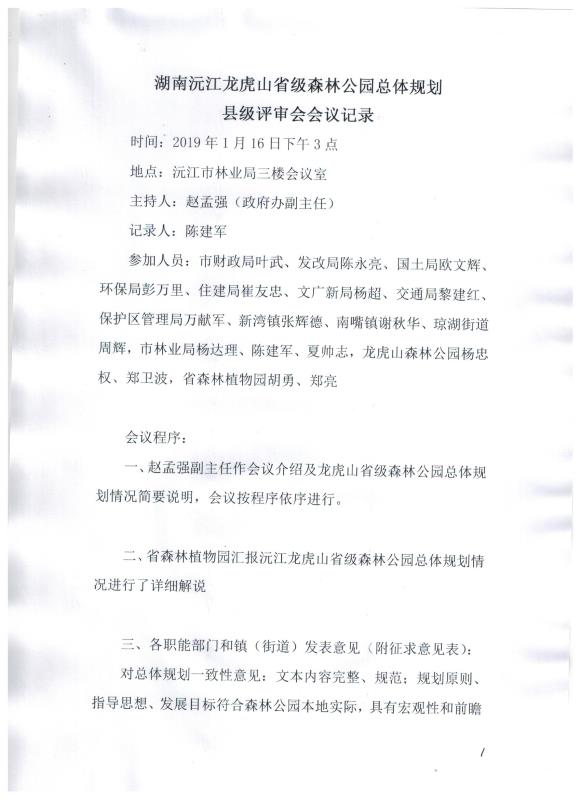 湖南沅江龙虎山省级森林公园总体规划
县级评审会会议记录
时间：2019年1月16日下午3点
地点：沅江市林业局三楼会议室
主持人：赵孟强（政府办副主任）
记录人：陈建军
参加人员：市财政局叶武、发改局陈永亮、国土局欧文辉、
环保局彭万里、住建局崔友忠、文广新局杨超、交通局黎建红、
保护区管理局万献军、新湾镇张辉德、南嘴镇谢秋华、琼湖街道
周辉，市林业局杨达理、陈建军、夏帅志，龙虎山森林公园杨忠
权、郑卫波，省森林植物园胡勇、郑亮
会议程序：
一、赵孟强副主任作会议介绍及龙虎山省级森林公园总体规
划情况简要说明，会议按程序依序进行。
二、省森林植物园汇报沅江龙虎山省级森林公园总体规划情
况进行了详细解说
三、各职能部门和镇（街道）发表意见（附征求意见表）；
对总体规划一致性意见：文本内容完整、规范；规划原则、
指导思想、发展目标符合森林公园本地实际，具有宏观性和前瞻
1